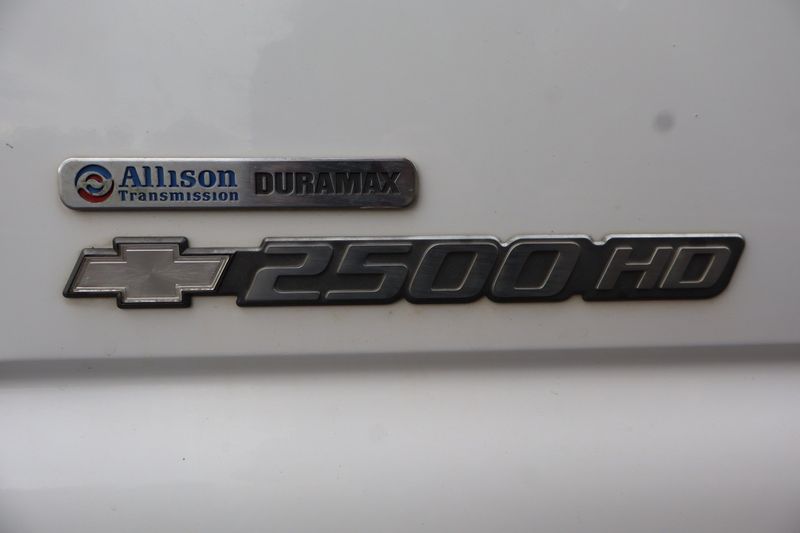 Allison DURAMAX
Transmission
2500 HD